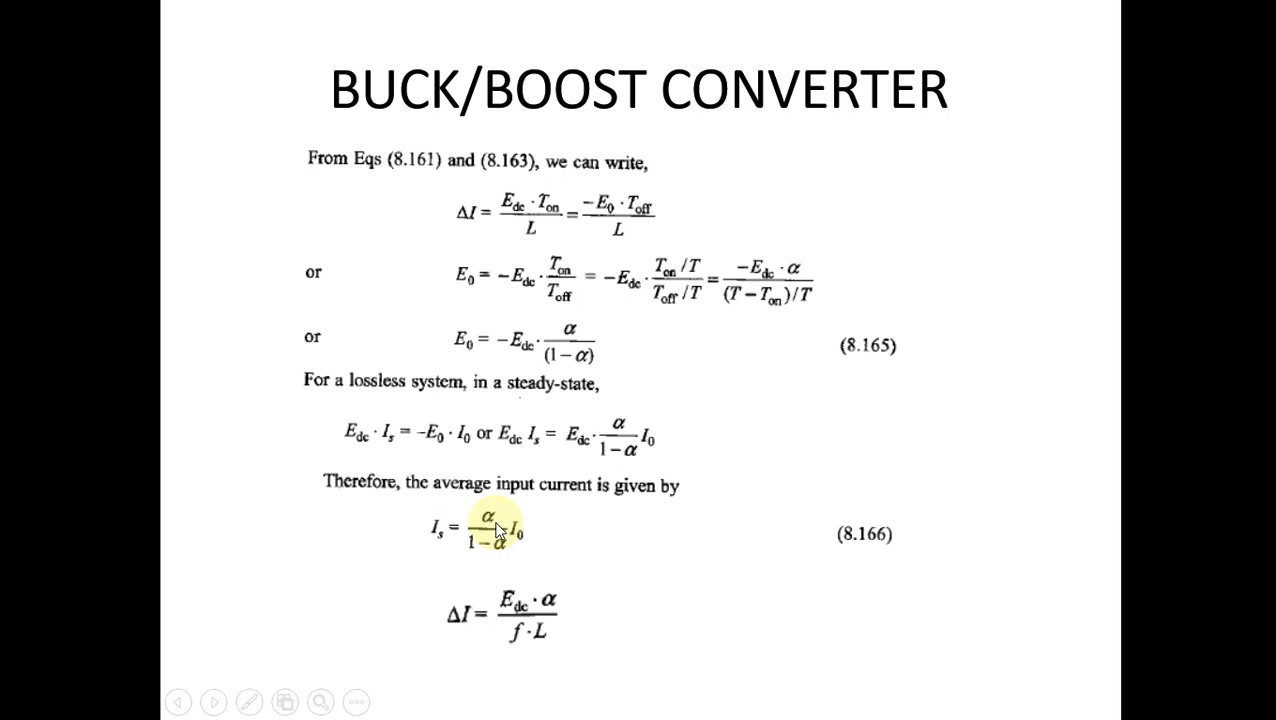 BUCK/BOOST CONVERTER
From Eqs (8.161) and (8.163), we can write,
ΔI = E_dc · T_on / L = −E_0 · T_off / L
or E_0 = −E_dc · T_on / T_off = −E_dc · (T_on /T) / (T_off /T) = −E_dc · α / ((T − T_on)/T)
or E_0 = −E_dc · α / (1 − α) (8.165)
For a lossless system, in a steady-state,
E_dc · I_s = −E_0 · I_0 or E_dc I_s = E_dc · α / (1 − α) I_0
Therefore, the average input current is given by
I_s = α / (1 − α) I_0 (8.166)
ΔI = E_dc · α / (f · L)